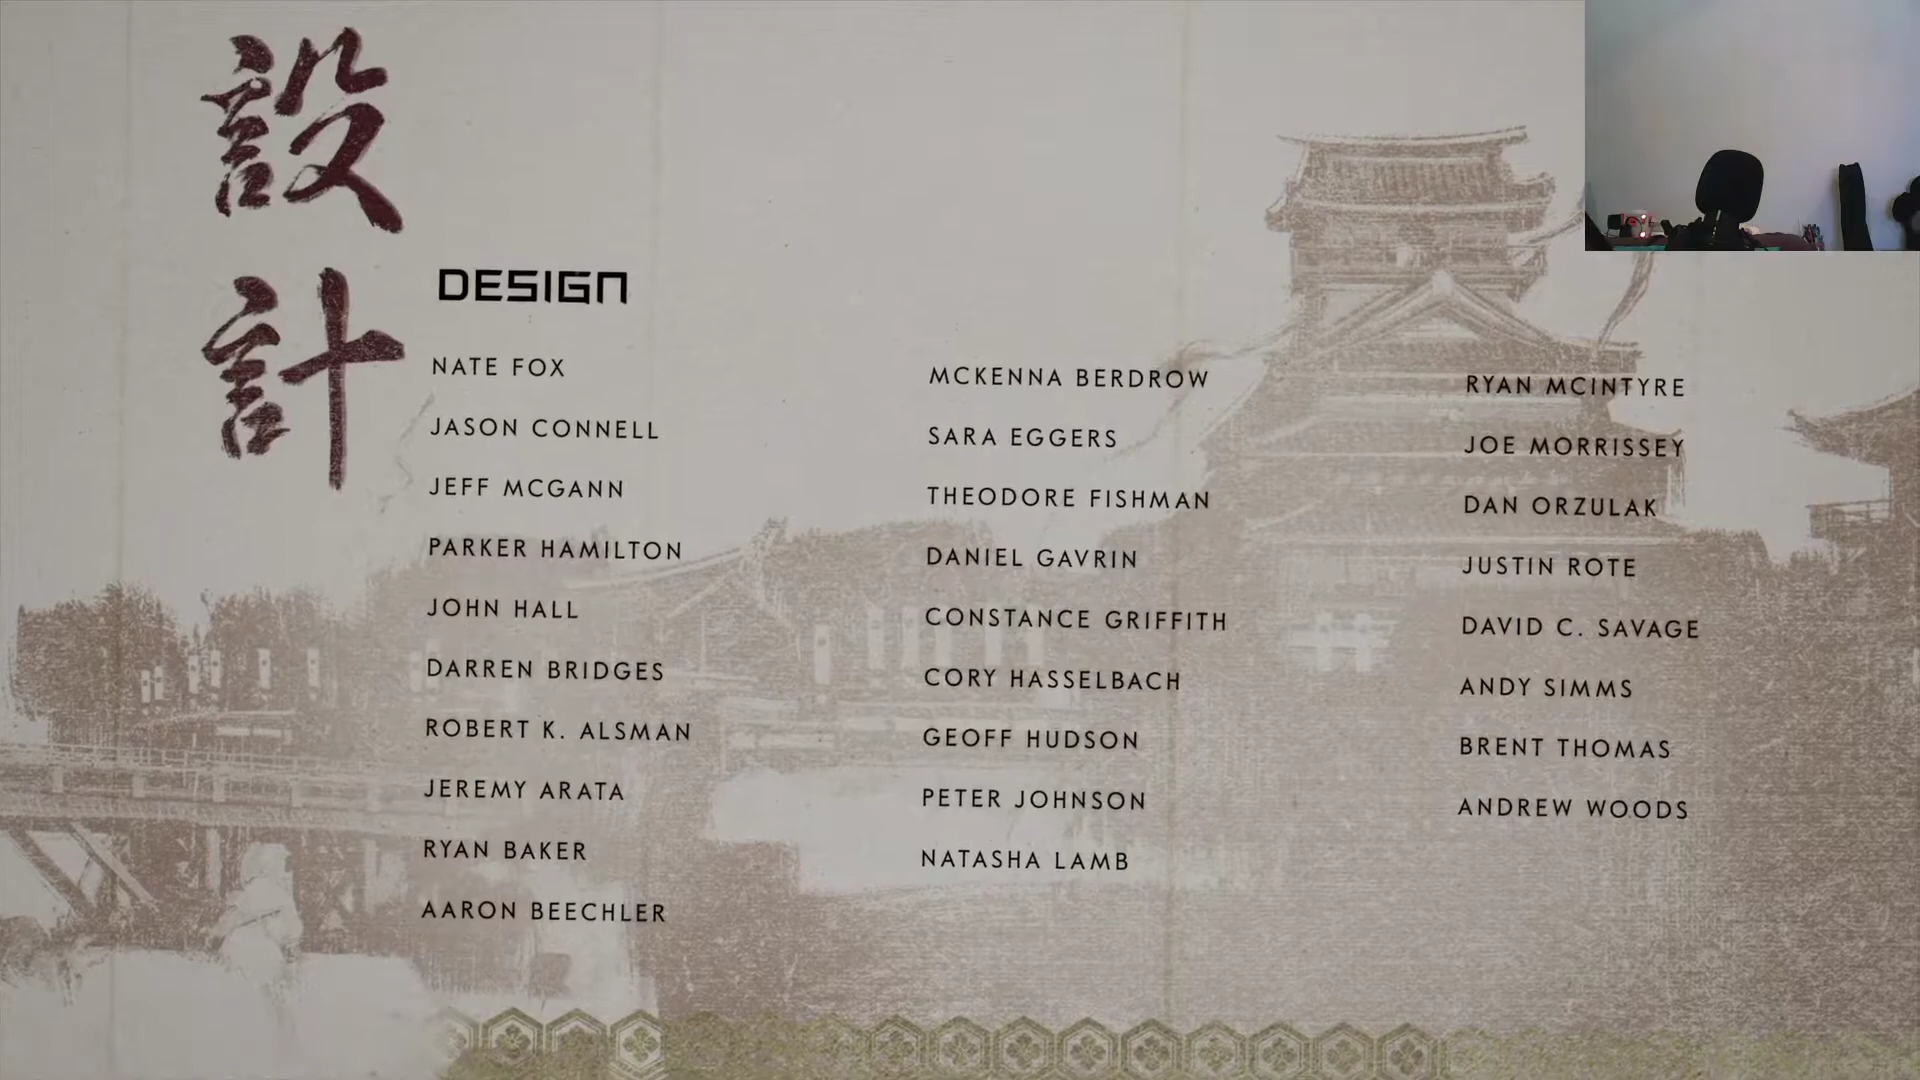 設計
DESIGN
NATE FOX
JASON CONNELL
JEFF MCGANN
PARKER HAMILTON
JOHN HALL
DARREN BRIDGES
ROBERT K. ALSMAN
JEREMY ARATA
RYAN BAKER
AARON BEECHLER
MCKENNA BERDROW
SARA EGGERS
THEODORE FISHMAN
DANIEL GAVRIN
CONSTANCE GRIFFITH
CORY HASSELBACH
GEOFF HUDSON
PETER JOHNSON
NATASHA LAMB
RYAN MCINTYRE
JOE MORRISSEY
DAN ORZULAK
JUSTIN ROTE
DAVID C. SAVAGE
ANDY SIMMS
BRENT THOMAS
ANDREW WOODS